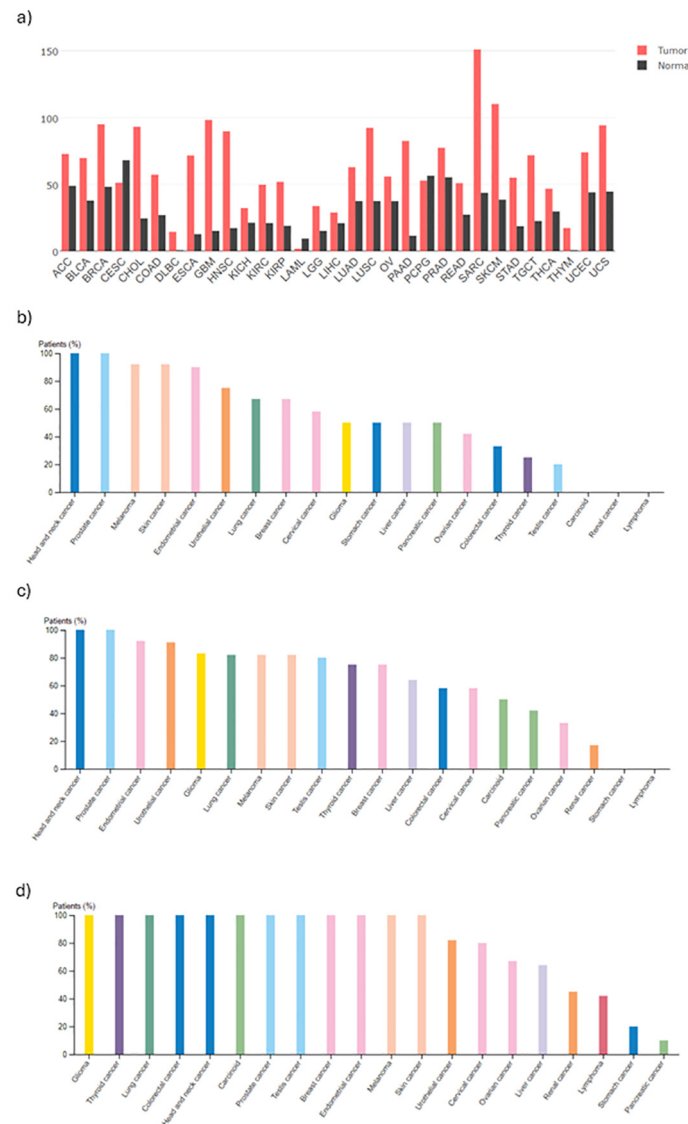 a)
150
Tumor
Norma
100
50
0
ACC
BLCA
BRCA
CESC
CHOL
COAD
DLBC
ESCA
GBM
HNSC
KICH
KIRC
KIRP
LAML
LGG
LIHC
LUAD
LUSC
OV
PAAD
PCPG
PRAD
READ
SARC
SKCM
STAD
TGCT
THCA
THYM
UCEC
UCS
b)
Patients (%)
100
80
60
40
20
0
Head and neck cancer
Prostate cancer
Melanoma
Skin cancer
Endometrial cancer
Urothelial cancer
Lung cancer
Breast cancer
Cervical cancer
Glioma
Stomach cancer
Liver cancer
Pancreatic cancer
Ovarian cancer
Colorectal cancer
Thyroid cancer
Testis cancer
Carcinoid
Renal cancer
Lymphoma
c)
Patients (%)
100
80
60
40
20
0
Head and neck cancer
Prostate cancer
Endometrial cancer
Urothelial cancer
Glioma
Lung cancer
Melanoma
Skin cancer
Testis cancer
Thyroid cancer
Breast cancer
Liver cancer
Colorectal cancer
Cervical cancer
Carcinoid
Pancreatic cancer
Ovarian cancer
Renal cancer
Stomach cancer
Lymphoma
d)
Patients (%)
100
80
60
40
20
0
Glioma
Thyroid cancer
Lung cancer
Colorectal cancer
Head and neck cancer
Carcinoid
Prostate cancer
Testis cancer
Breast cancer
Endometrial cancer
Melanoma
Skin cancer
Urothelial cancer
Cervical cancer
Ovarian cancer
Liver cancer
Renal cancer
Lymphoma
Stomach cancer
Pancreatic cancer